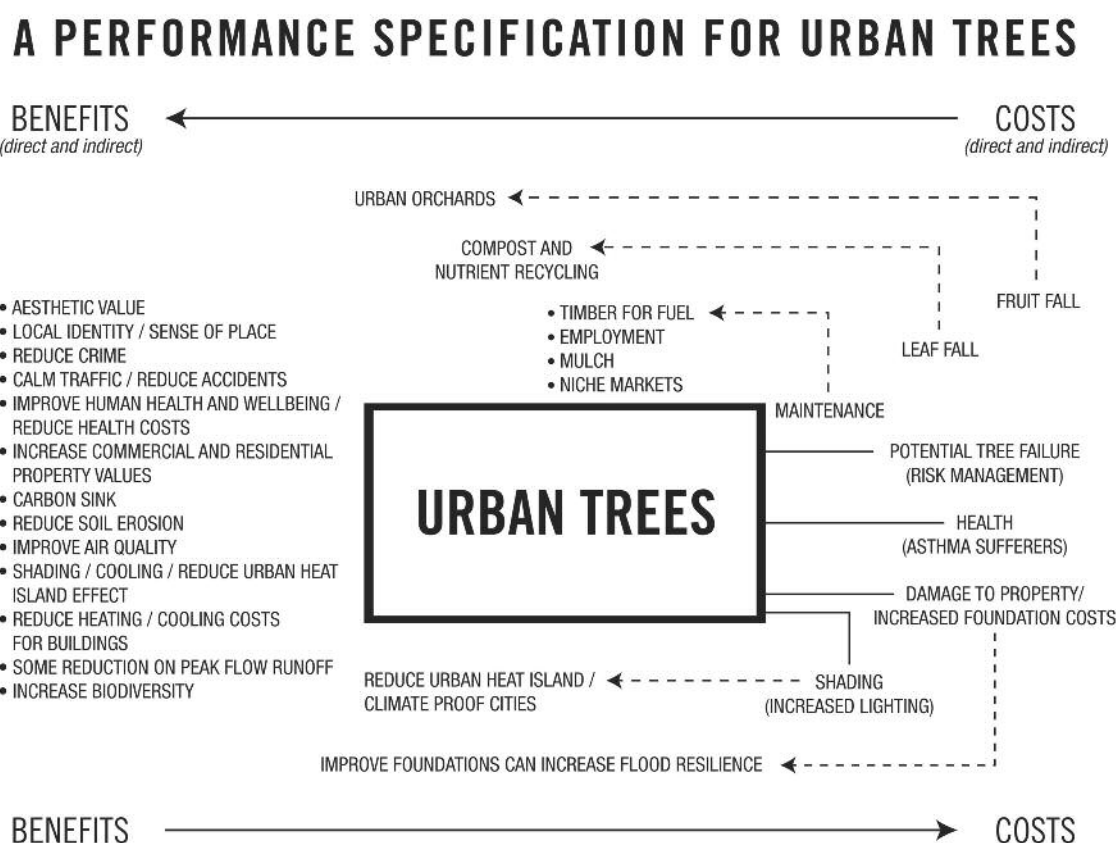 A PERFORMANCE SPECIFICATION FOR URBAN TREES
BENEFITS
(direct and indirect)
COSTS
(direct and indirect)
URBAN ORCHARDS
COMPOST AND
NUTRIENT RECYCLING
FRUIT FALL
• TIMBER FOR FUEL
• EMPLOYMENT
• MULCH
• NICHE MARKETS
LEAF FALL
MAINTENANCE
• AESTHETIC VALUE
• LOCAL IDENTITY / SENSE OF PLACE
• REDUCE CRIME
• CALM TRAFFIC / REDUCE ACCIDENTS
• IMPROVE HUMAN HEALTH AND WELLBEING /
REDUCE HEALTH COSTS
• INCREASE COMMERCIAL AND RESIDENTIAL
PROPERTY VALUES
• CARBON SINK
• REDUCE SOIL EROSION
• IMPROVE AIR QUALITY
• SHADING / COOLING / REDUCE URBAN HEAT
ISLAND EFFECT
• REDUCE HEATING / COOLING COSTS
FOR BUILDINGS
• SOME REDUCTION ON PEAK FLOW RUNOFF
• INCREASE BIODIVERSITY
URBAN TREES
POTENTIAL TREE FAILURE
(RISK MANAGEMENT)
HEALTH
(ASTHMA SUFFERERS)
DAMAGE TO PROPERTY/
INCREASED FOUNDATION COSTS
REDUCE URBAN HEAT ISLAND /
CLIMATE PROOF CITIES
SHADING
(INCREASED LIGHTING)
IMPROVE FOUNDATIONS CAN INCREASE FLOOD RESILIENCE
BENEFITS
COSTS